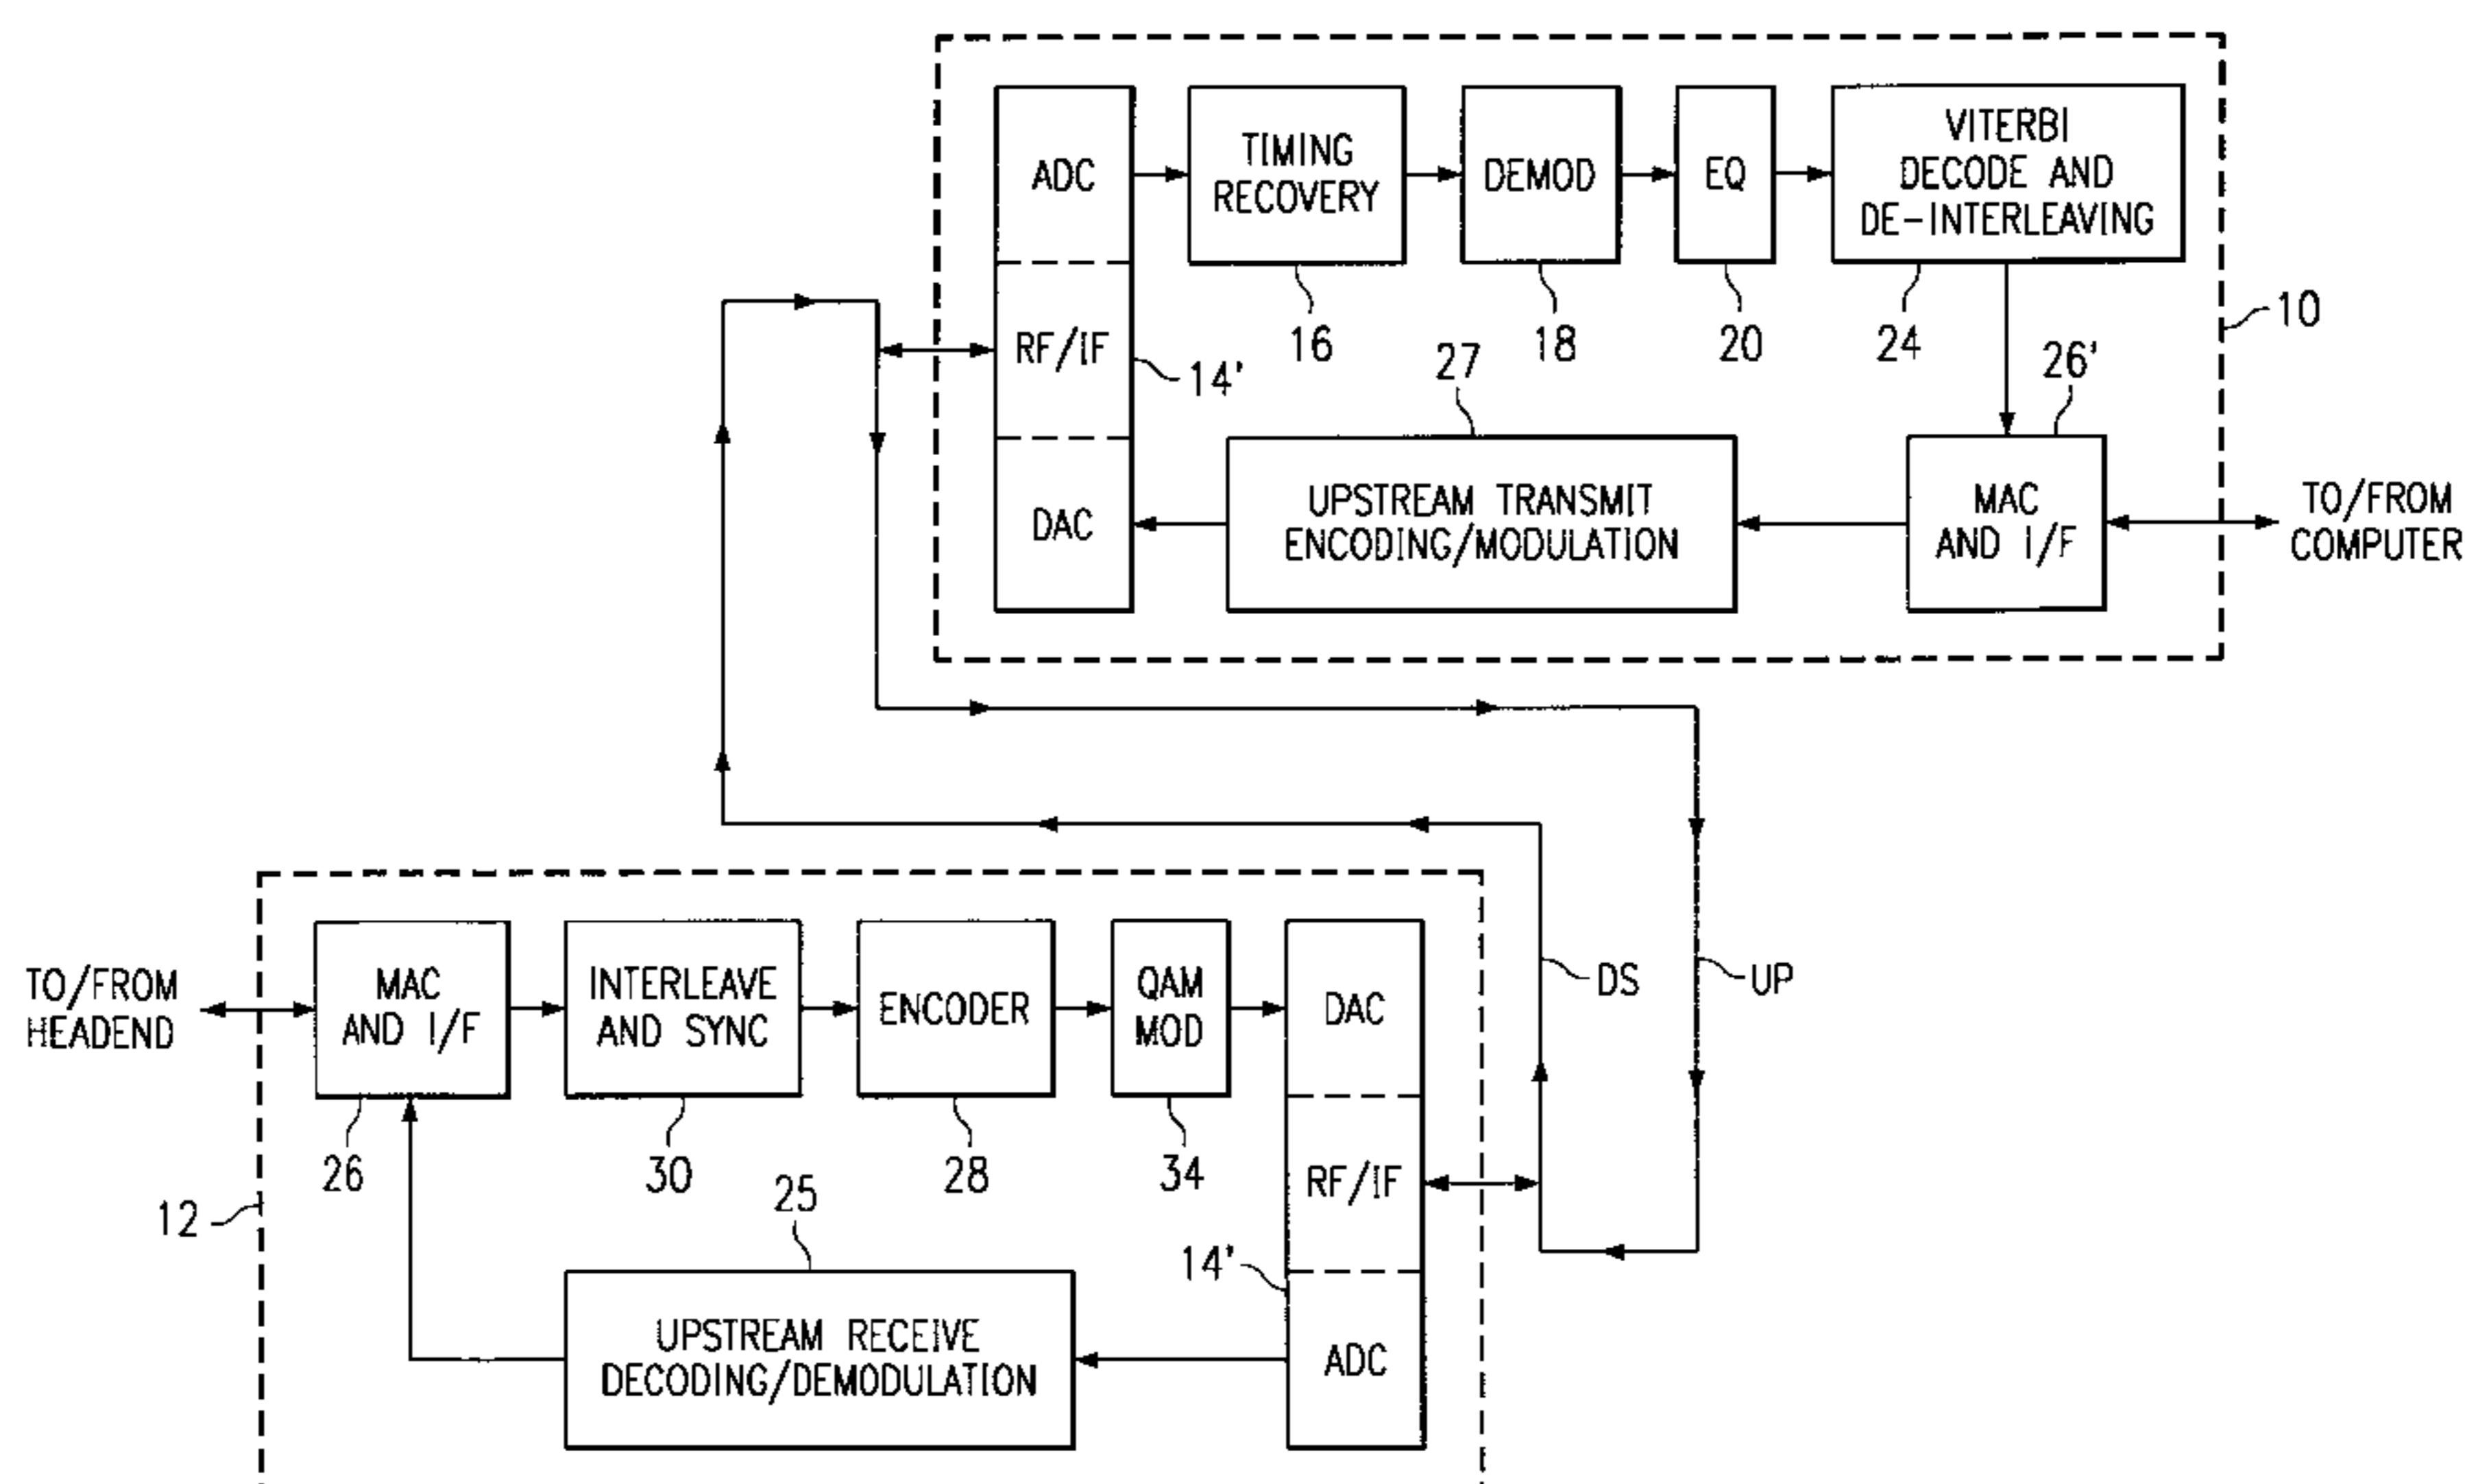 ADC
TIMING
RECOVERY
DEMOD
EQ
VITERBI
DECODE AND
DE-INTERLEAVING
16
18
20
24
10
RF/IF
14'
27
26'
DAC
UPSTREAM TRANSMIT
ENCODING/MODULATION
MAC
AND I/F
TO/FROM
COMPUTER
DS
UP
TO/FROM
HEADEND
MAC
AND I/F
INTERLEAVE
AND SYNC
ENCODER
QAM
MOD
DAC
26
30
28
34
RF/IF
12
25
14'
UPSTREAM RECEIVE
DECODING/DEMODULATION
ADC